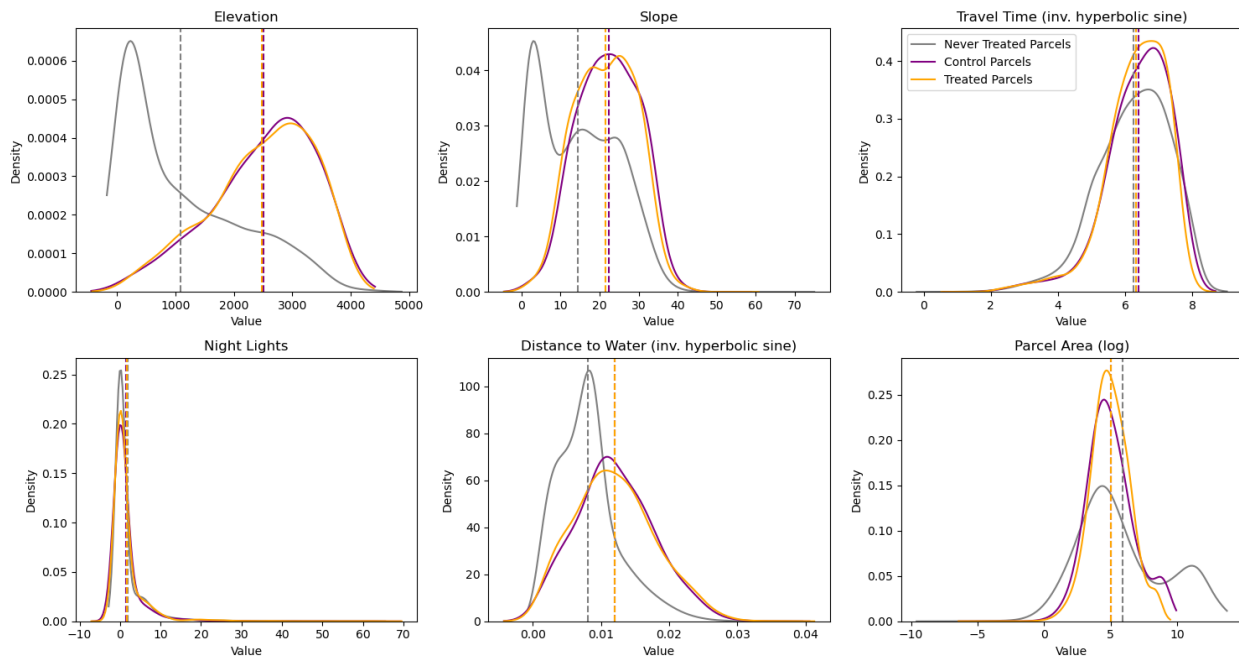 Elevation
0.0006
0.0005
0.0004
0.0003
0.0002
0.0001
0.0000
Density
0 1000 2000 3000 4000 5000
Value
Slope
0.04
0.03
0.02
0.01
0.00
Density
0 10 20 30 40 50 60 70
Value
Travel Time (inv. hyperbolic sine)
Never Treated Parcels
Control Parcels
Treated Parcels
0.4
0.3
0.2
0.1
0.0
Density
0 2 4 6 8
Value
Night Lights
0.25
0.20
0.15
0.10
0.05
0.00
Density
−10 0 10 20 30 40 50 60 70
Value
Distance to Water (inv. hyperbolic sine)
100
80
60
40
20
0
Density
0.00 0.01 0.02 0.03 0.04
Value
Parcel Area (log)
0.25
0.20
0.15
0.10
0.05
0.00
Density
−10 −5 0 5 10
Value